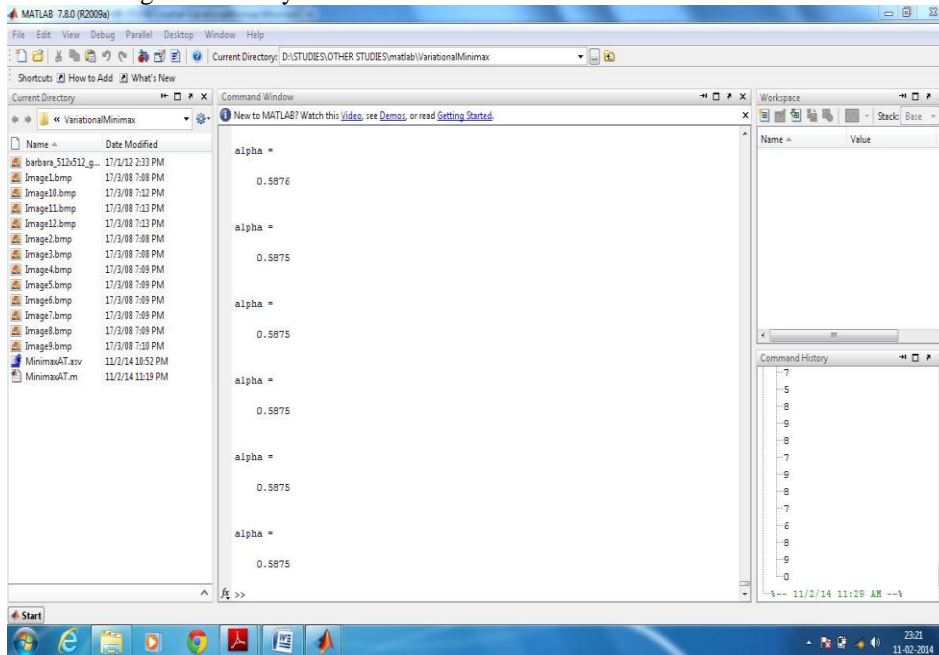 MATLAB 7.8.0 (R2009a)
File Edit View Debug Parallel Desktop Window Help
Current Directory: D:\STUDIES\OTHER STUDIES\matlab\VariationalMinimax
Shortcuts How to Add What's New
Current Directory
« VariationalMinimax
Name Date Modified
barbara_512x512_g... 17/1/12 2:33 PM
Image1.bmp 17/3/08 7:08 PM
Image10.bmp 17/3/08 7:12 PM
Image11.bmp 17/3/08 7:13 PM
Image12.bmp 17/3/08 7:13 PM
Image2.bmp 17/3/08 7:08 PM
Image3.bmp 17/3/08 7:08 PM
Image4.bmp 17/3/08 7:09 PM
Image5.bmp 17/3/08 7:09 PM
Image6.bmp 17/3/08 7:09 PM
Image7.bmp 17/3/08 7:09 PM
Image8.bmp 17/3/08 7:09 PM
Image9.bmp 17/3/08 7:10 PM
MinimaxAT.asv 11/2/14 10:52 PM
MinimaxAT.m 11/2/14 11:19 PM
Command Window
New to MATLAB? Watch this Video, see Demos, or read Getting Started.
alpha =
0.5876
alpha =
0.5875
alpha =
0.5875
alpha =
0.5875
alpha =
0.5875
alpha =
0.5875
fx >>
Workspace
Stack: Base
Name Value
Command History
7
5
8
9
8
7
9
8
7
6
8
9
0
%-- 11/2/14 11:29 AM --%
Start
23:21
11-02-2014